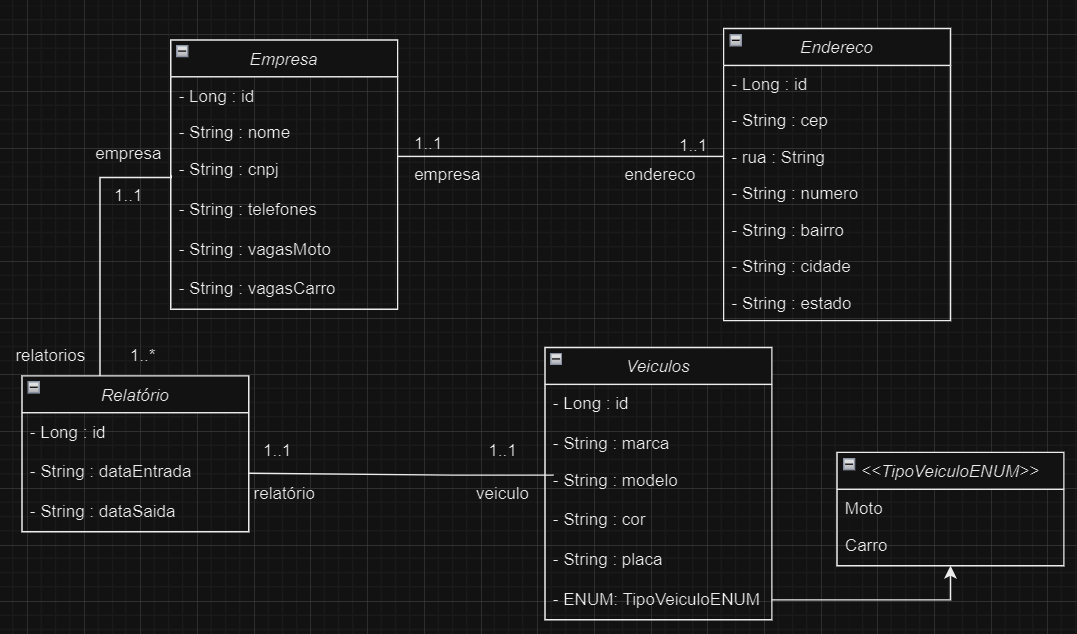 Empresa
- Long : id
- String : nome
- String : cnpj
- String : telefones
- String : vagasMoto
- String : vagasCarro
Endereco
- Long : id
- String : cep
- rua : String
- String : numero
- String : bairro
- String : cidade
- String : estado
1..1
empresa
1..1
endereco
empresa
1..1
relatorios
1..*
Relatório
- Long : id
- String : dataEntrada
- String : dataSaida
1..1
relatório
1..1
veiculo
Veiculos
- Long : id
- String : marca
- String : modelo
- String : cor
- String : placa
- ENUM: TipoVeiculoENUM
<<TipoVeiculoENUM>>
Moto
Carro